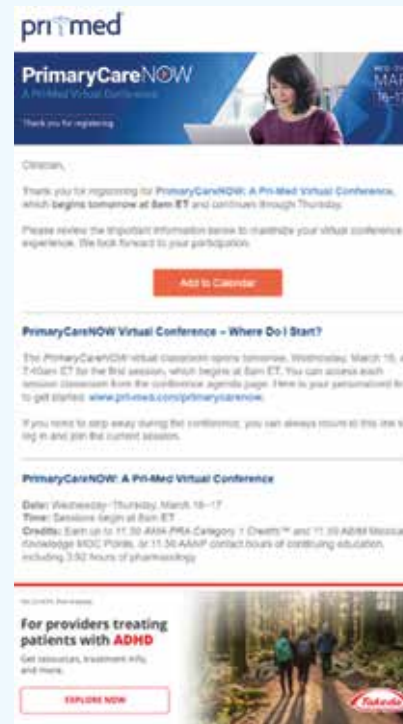 pri-med
PrimaryCareNOW
A Pri-Med Virtual Conference
Thank you for registering
MAR
16–17
Clinician,
Thank you for registering for PrimaryCareNOW: A Pri-Med Virtual Conference,
which begins tomorrow at 8am ET and continues through Thursday.
Please review the important information below to maximize your virtual conference
experience. We look forward to your participation.
Add to Calendar
PrimaryCareNOW Virtual Conference – Where Do I Start?
The PrimaryCareNOW virtual classroom opens tomorrow, Wednesday, March 16,
7:40am ET for the first session, which begins at 8am ET. You can access each
session classroom from the conference agenda page. Here is your personalized
to get started: www.pri-med.com/primarycarenow.
If you need to step away during the conference, you can always return to this link
log in and join the current session.
PrimaryCareNOW: A Pri-Med Virtual Conference
Date: Wednesday–Thursday, March 16–17
Time: Sessions begin at 8am ET
Credits: Earn up to 11.50 AMA PRA Category 1 Credits™ and 11.50 ABIM Medical
Knowledge MOC Points, or 11.50 AANP contact hours of continuing education,
including 3.92 hours of pharmacology
For providers treating
patients with ADHD
Get resources, treatment info,
and more.
EXPLORE NOW
Takeda